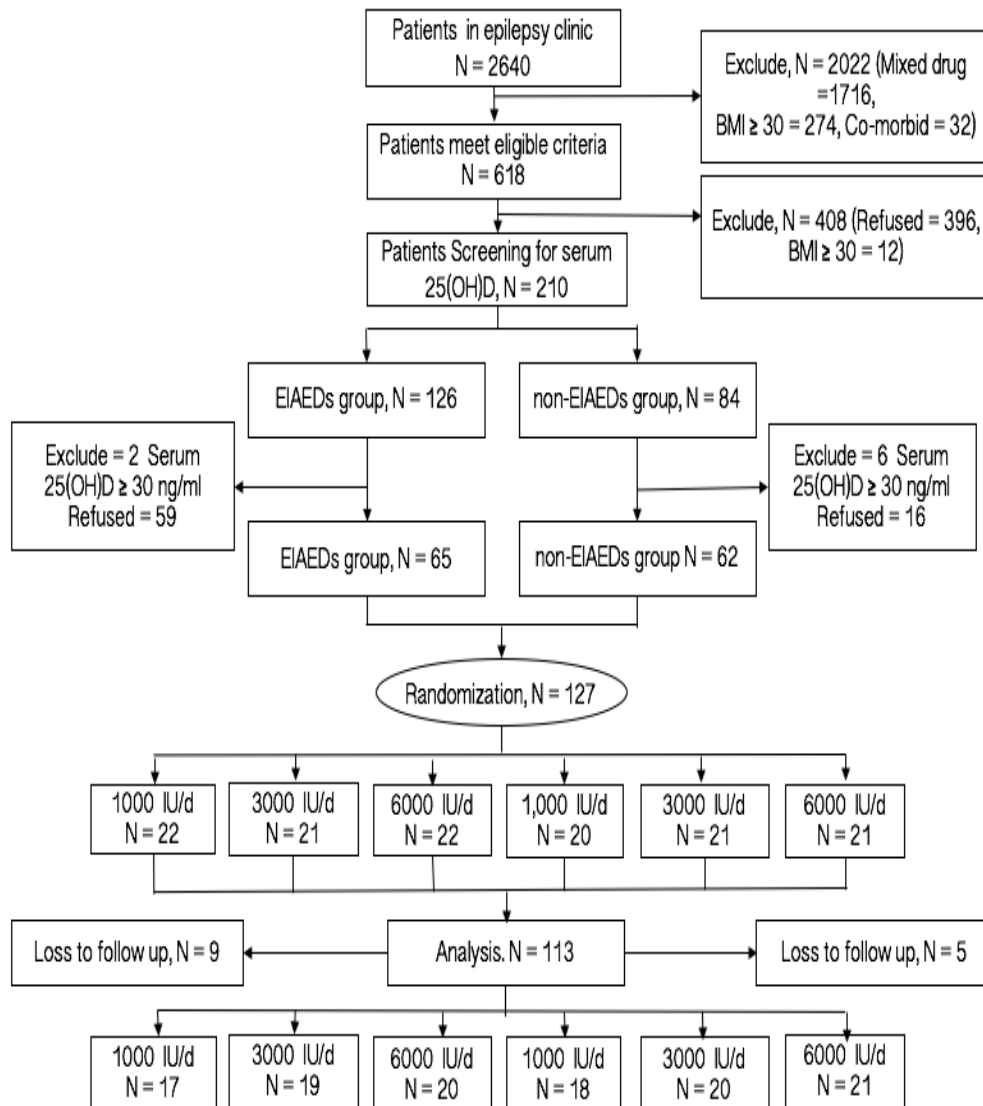 Patients in epilepsy clinic
N = 2640
Exclude, N = 2022 (Mixed drug
=1716,
BMI ≥ 30 = 274, Co-morbid = 32)
Patients meet eligible criteria
N = 618
Exclude, N = 408 (Refused = 396,
BMI ≥ 30 = 12)
Patients Screening for serum
25(OH)D, N = 210
EIAEDs group, N = 126
non-EIAEDs group, N = 84
Exclude = 2 Serum
25(OH)D ≥ 30 ng/ml
Refused = 59
Exclude = 6 Serum
25(OH)D ≥ 30 ng/ml
Refused = 16
EIAEDs group, N = 65
non-EIAEDs group N = 62
Randomization, N = 127
1000 IU/d
N = 22
3000 IU/d
N = 21
6000 IU/d
N = 22
1,000 IU/d
N = 20
3000 IU/d
N = 21
6000 IU/d
N = 21
Loss to follow up, N = 9
Analysis. N = 113
Loss to follow up, N = 5
1000 IU/d
N = 17
3000 IU/d
N = 19
6000 IU/d
N = 20
1000 IU/d
N = 18
3000 IU/d
N = 20
6000 IU/d
N = 21